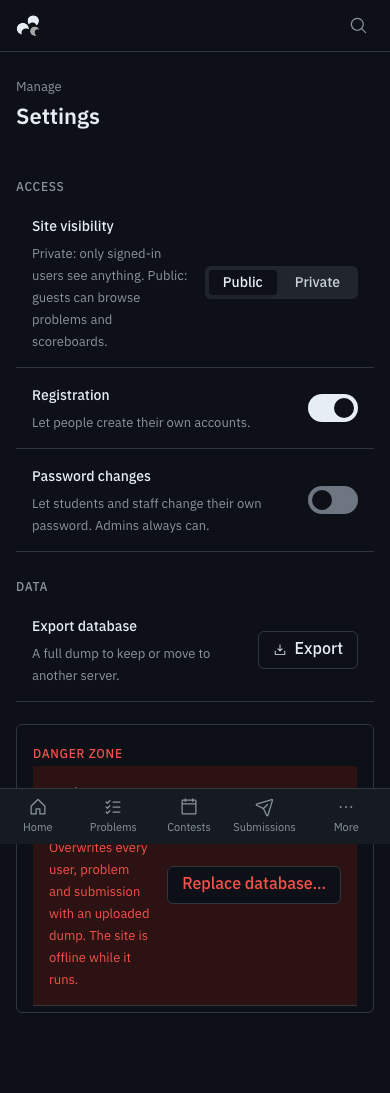 Manage
Settings
ACCESS
Site visibility
Private: only signed-in
users see anything. Public:
guests can browse
problems and
scoreboards.
Public
Private
Registration
Let people create their own accounts.
Password changes
Let students and staff change their own
password. Admins always can.
DATA
Export database
A full dump to keep or move to
another server.
Export
DANGER ZONE
Home
Problems
Contests
Submissions
More
Overwrites every
user, problem
and submission
with an uploaded
dump. The site is
offline while it
runs.
Replace database...